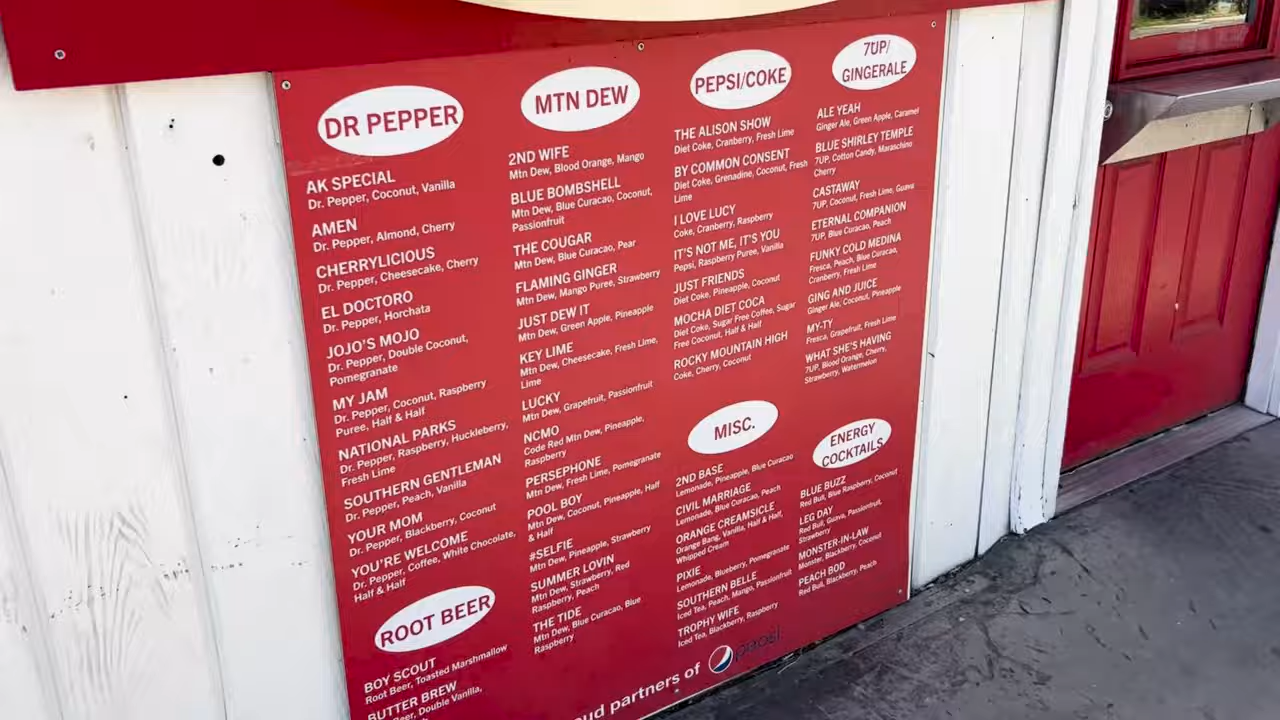 DR PEPPER
AK SPECIAL
Dr. Pepper, Coconut, Vanilla
AMEN
Dr. Pepper, Almond, Cherry
CHERRYLICIOUS
Dr. Pepper, Cheesecake, Cherry
EL DOCTORO
Dr. Pepper, Horchata
JOJO'S MOJO
Dr. Pepper, Double Coconut,
Pomegranate
MY JAM
Dr. Pepper, Coconut, Raspberry
Puree, Half & Half
NATIONAL PARKS
Dr. Pepper, Raspberry, Huckleberry,
Fresh Lime
SOUTHERN GENTLEMAN
Dr. Pepper, Peach, Vanilla
YOUR MOM
Dr. Pepper, Blackberry, Coconut
YOU'RE WELCOME
Dr. Pepper, Coffee, White Chocolate,
Half & Half
ROOT BEER
BOY SCOUT
Root Beer, Toasted Marshmallow
BUTTER BREW
Beer, Double Vanilla,
MTN DEW
2ND WIFE
Mtn Dew, Blood Orange, Mango
BLUE BOMBSHELL
Mtn Dew, Blue Curacao, Coconut,
Passionfruit
THE COUGAR
Mtn Dew, Blue Curacao, Pear
FLAMING GINGER
Mtn Dew, Mango Puree, Strawberry
JUST DEW IT
Mtn Dew, Green Apple, Pineapple
KEY LIME
Mtn Dew, Cheesecake, Fresh Lime,
Lime
LUCKY
Mtn Dew, Grapefruit, Passionfruit
NCMO
Code Red Mtn Dew, Pineapple,
Raspberry
PERSEPHONE
Mtn Dew, Fresh Lime, Pomegranate
POOL BOY
Mtn Dew, Coconut, Pineapple, Half
& Half
#SELFIE
Mtn Dew, Pineapple, Strawberry
SUMMER LOVIN
Mtn Dew, Strawberry, Red
Raspberry, Peach
THE TIDE
Mtn Dew, Blue Curacao, Blue
Raspberry
PEPSI/COKE
THE ALISON SHOW
Diet Coke, Cranberry, Fresh Lime
BY COMMON CONSENT
Diet Coke, Grenadine, Coconut, Fresh
Lime
I LOVE LUCY
Coke, Cranberry, Raspberry
IT'S NOT ME, IT'S YOU
Pepsi, Raspberry Puree, Vanilla
JUST FRIENDS
Diet Coke, Pineapple, Coconut
MOCHA DIET COCA
Diet Coke, Sugar Free Coffee, Sugar
Free Coconut, Half & Half
ROCKY MOUNTAIN HIGH
Coke, Cherry, Coconut
MISC.
2ND BASE
Lemonade, Pineapple, Blue Curacao
CIVIL MARRIAGE
Lemonade, Blue Curacao, Peach
ORANGE CREAMSICLE
Orange Bang, Vanilla, Half & Half,
Whipped Cream
PIXIE
Lemonade, Blueberry, Pomegranate
SOUTHERN BELLE
Iced Tea, Peach, Mango, Passionfruit
TROPHY WIFE
Iced Tea, Blackberry, Raspberry
7UP/
GINGERALE
ALE YEAH
Ginger Ale, Green Apple, Caramel
BLUE SHIRLEY TEMPLE
7UP, Cotton Candy, Maraschino
Cherry
CASTAWAY
7UP, Coconut, Fresh Lime, Guava
ETERNAL COMPANION
7UP, Blue Curacao, Peach
FUNKY COLD MEDINA
Fresca, Peach, Blue Curacao,
Cranberry, Fresh Lime
GING AND JUICE
Ginger Ale, Coconut, Pineapple
MY-TY
Fresca, Grapefruit, Fresh Lime
WHAT SHE'S HAVING
7UP, Blood Orange, Cherry,
Strawberry, Watermelon
ENERGY
COCKTAILS
BLUE BUZZ
Red Bull, Blue Raspberry, Coconut
LEG DAY
Red Bull, Guava, Passionfruit,
Strawberry
MONSTER-IN-LAW
Monster, Blackberry, Coconut
PEACH BOD
Red Bull, Blackberry, Peach
partners of pepsi